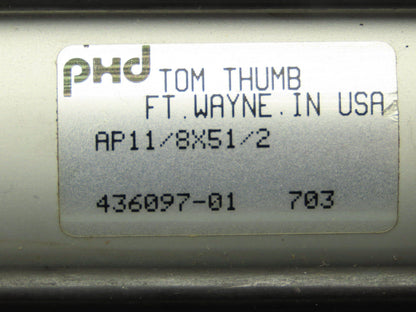 PHD TOM THUMB
FT. WAYNE. IN USA
AP11/8X51/2
436097-01 703